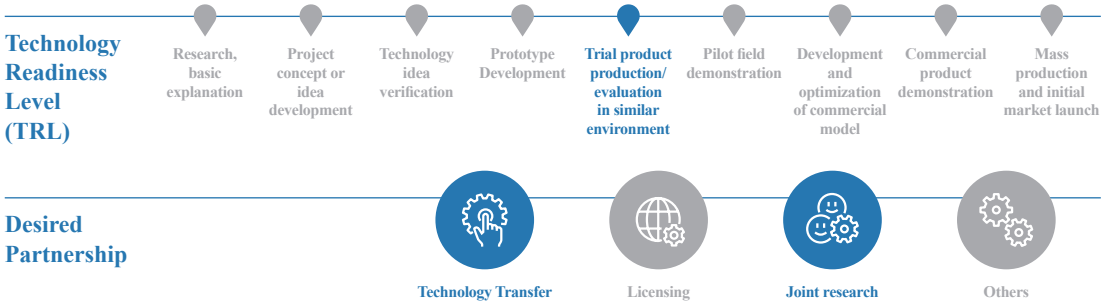 Technology
Readiness
Level
(TRL)
Research,
basic
explanation
Project
concept or
idea
development
Technology
idea
verification
Prototype
Development
Trial product
production/
evaluation
in similar
environment
Pilot field
demonstration
Development
and
optimization
of commercial
model
Commercial
product
demonstration
Mass
production
and initial
market launch
Desired
Partnership
Technology Transfer
Licensing
Joint research
Others